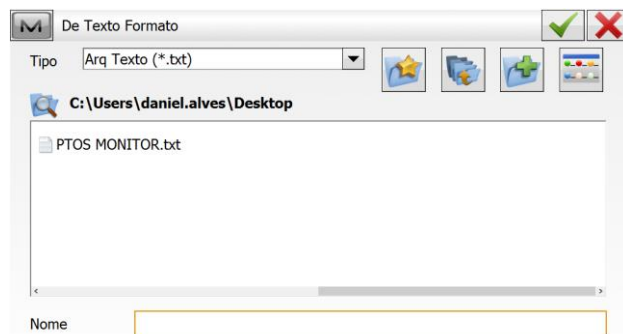 M De Texto Formato
Tipo Arq Texto (*.txt)
C:\Users\daniel.alves\Desktop
PTOS MONITOR.txt
Nome